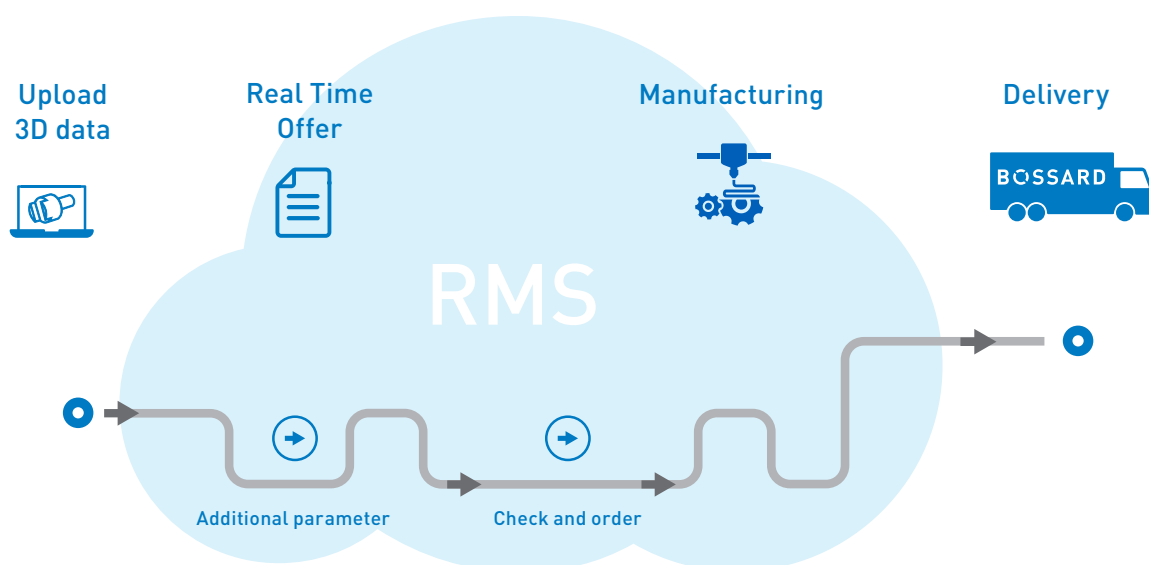 Upload
3D data
Real Time
Offer
Manufacturing
Delivery
BOSSARD
RMS
Additional parameter
Check and order